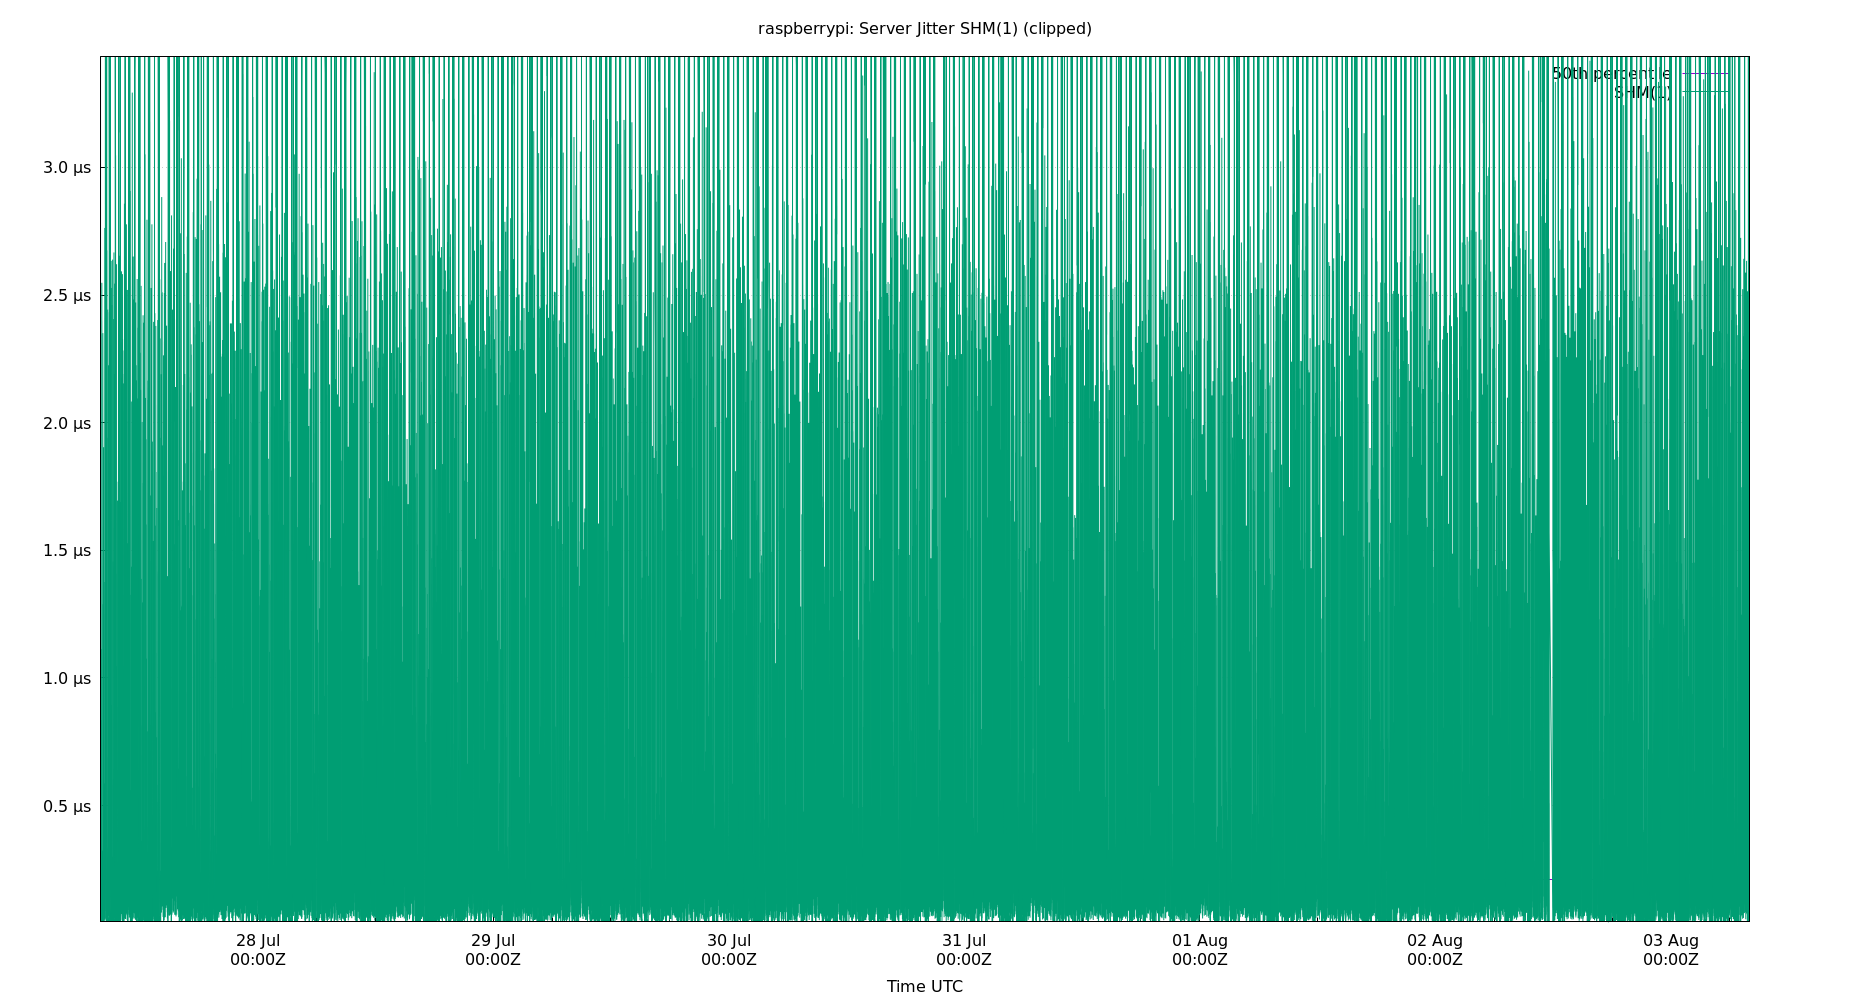 raspberrypi: Server Jitter SHM(1) (clipped)
50th percentile
SHM(1)
3.0 µs
2.5 µs
2.0 µs
1.5 µs
1.0 µs
0.5 µs
28 Jul 29 Jul 30 Jul 31 Jul 01 Aug 02 Aug 03 Aug
00:00Z 00:00Z 00:00Z 00:00Z 00:00Z 00:00Z 00:00Z
Time UTC